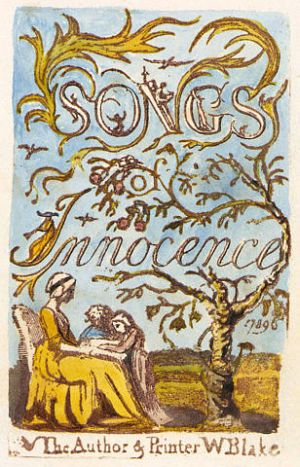 SONGS
of
Innocence
1789
The Author & Printer W Blake